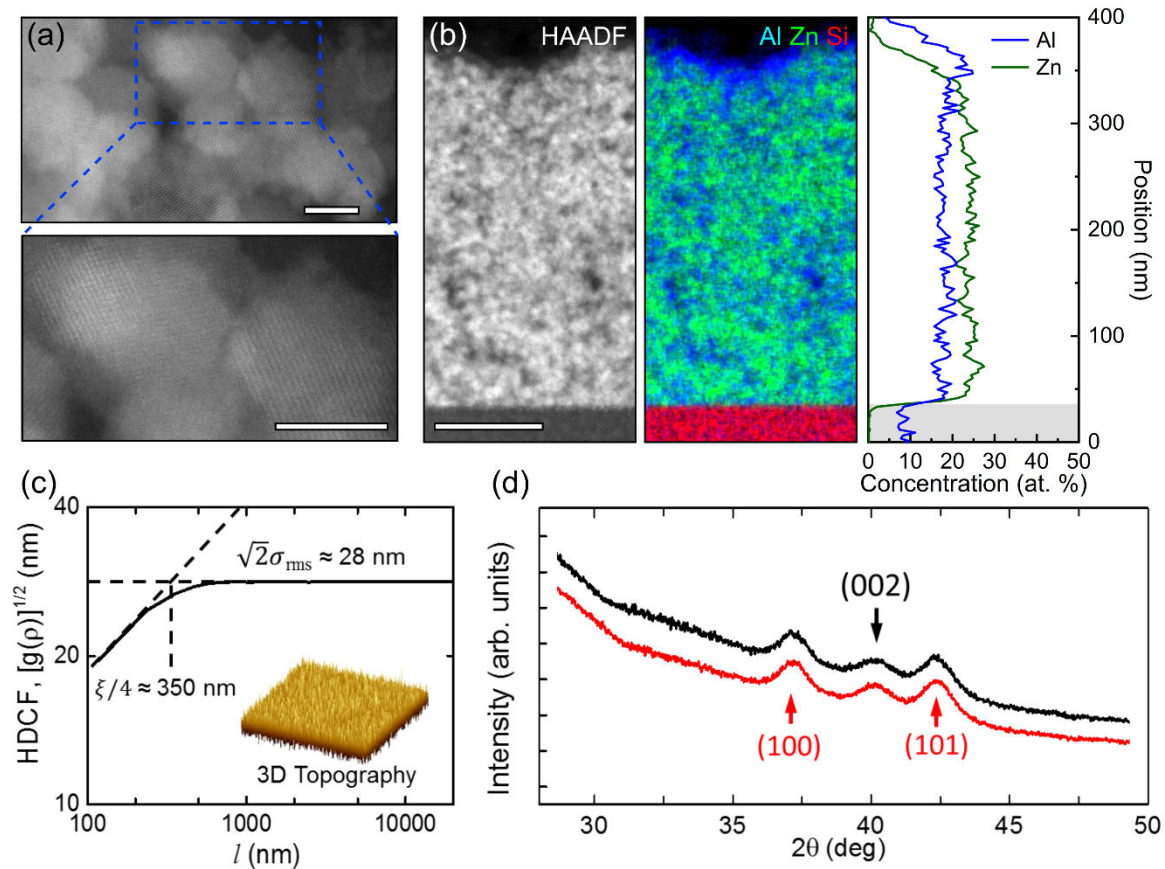 (a)
(b)
HAADF
Al Zn Si
Al
Zn
400
300
200
100
0
Position (nm)
0 10 20 30 40 50
Concentration (at. %)
(c)
40
20
10
HDCF, [g(ρ)]^{1/2} (nm)
√2σ_{rms} ≈ 28 nm
ξ/4 ≈ 350 nm
3D Topography
100 1000 10000
l (nm)
(d)
Intensity (arb. units)
(002)
(100)
(101)
30 35 40 45 50
2θ (deg)